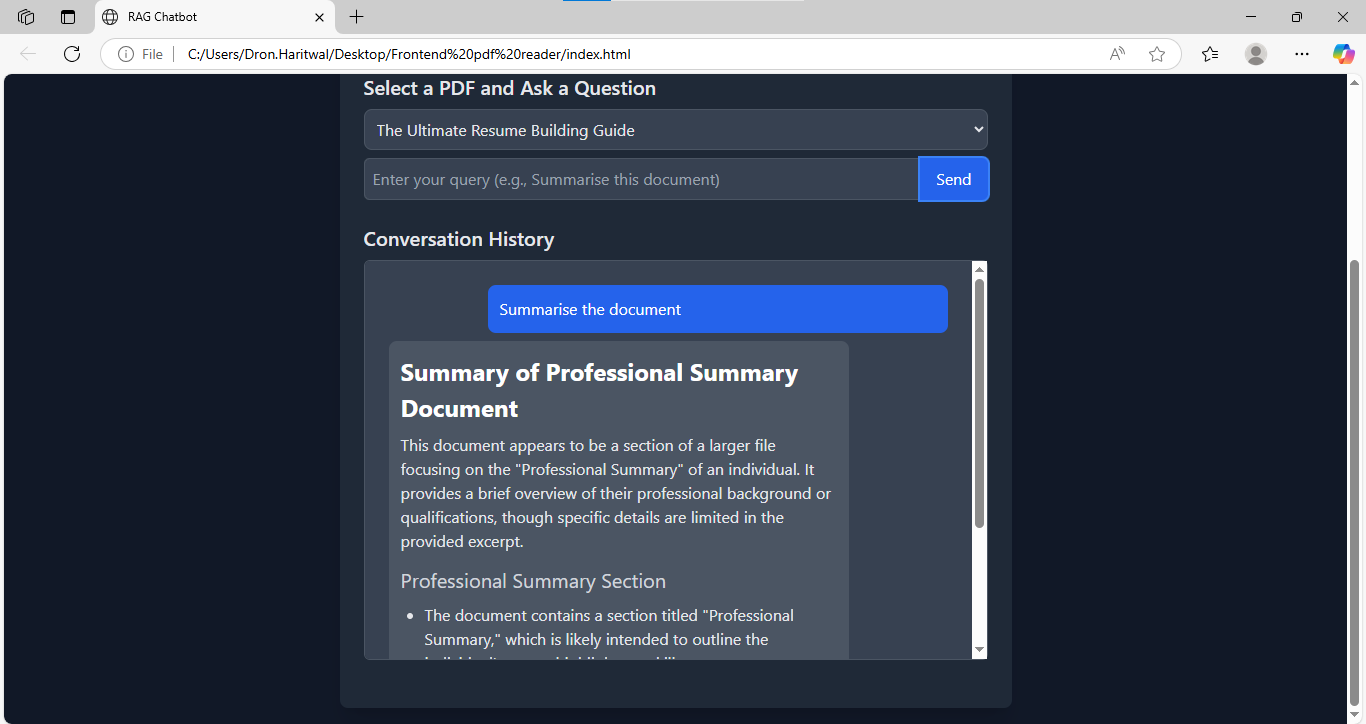 RAG Chatbot
File
C:/Users/Dron.Haritwal/Desktop/Frontend%20pdf%20reader/index.html
Select a PDF and Ask a Question
The Ultimate Resume Building Guide
Enter your query (e.g., Summarise this document)
Send
Conversation History
Summarise the document
Summary of Professional Summary
Document
This document appears to be a section of a larger file
focusing on the "Professional Summary" of an individual. It
provides a brief overview of their professional background or
qualifications, though specific details are limited in the
provided excerpt.
Professional Summary Section
• The document contains a section titled "Professional
Summary," which is likely intended to outline the